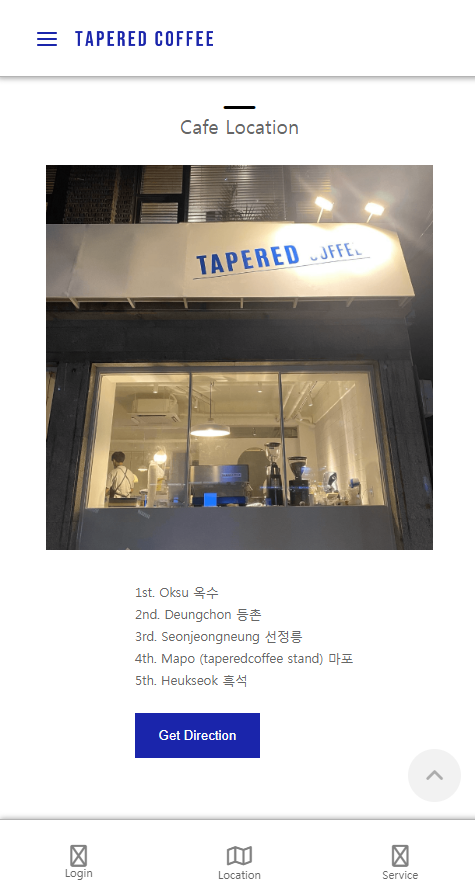 TAPERED COFFEE
Cafe Location
TAPERED COFFEE
1st. Oksu 옥수
2nd. Deungchon 등촌
3rd. Seonjeongneung 선정릉
4th. Mapo (taperedcoffee stand) 마포
5th. Heukseok 흑석
Get Direction
Login
Location
Service